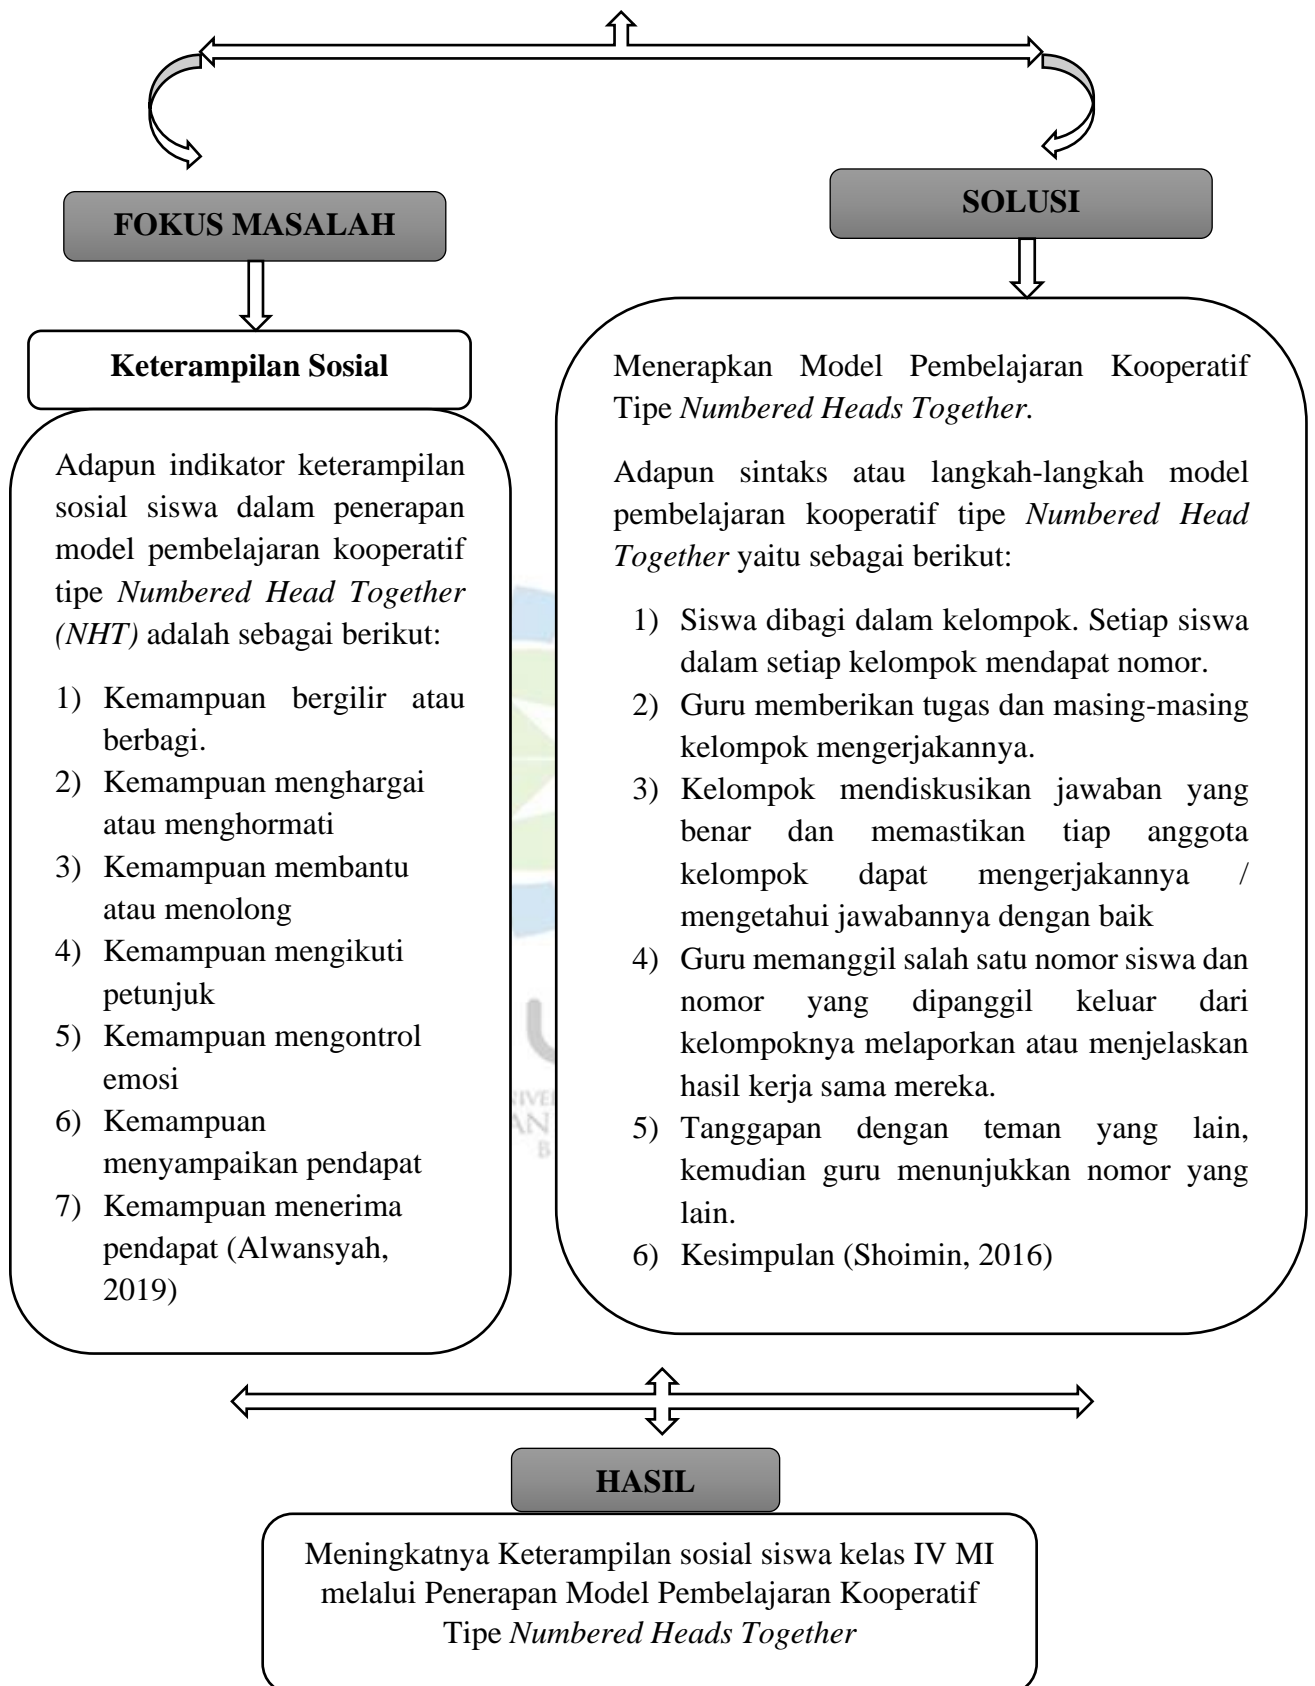 FOKUS MASALAH
Keterampilan Sosial
Adapun indikator keterampilan
sosial siswa dalam penerapan
model pembelajaran kooperatif
tipe Numbered Head Together
(NHT) adalah sebagai berikut:
1) Kemampuan bergilir atau
berbagi.
2) Kemampuan menghargai
atau menghormati
3) Kemampuan membantu
atau menolong
4) Kemampuan mengikuti
petunjuk
5) Kemampuan mengontrol
emosi
6) Kemampuan
menyampaikan pendapat
7) Kemampuan menerima
pendapat (Alwansyah,
2019)
SOLUSI
Menerapkan Model Pembelajaran Kooperatif
Tipe Numbered Heads Together.
Adapun sintaks atau langkah-langkah model
pembelajaran kooperatif tipe Numbered Head
Together yaitu sebagai berikut:
1) Siswa dibagi dalam kelompok. Setiap siswa
dalam setiap kelompok mendapat nomor.
2) Guru memberikan tugas dan masing-masing
kelompok mengerjakannya.
3) Kelompok mendiskusikan jawaban yang
benar dan memastikan tiap anggota
kelompok dapat mengerjakannya /
mengetahui jawabannya dengan baik
4) Guru memanggil salah satu nomor siswa dan
nomor yang dipanggil keluar dari
kelompoknya melaporkan atau menjelaskan
hasil kerja sama mereka.
5) Tanggapan dengan teman yang lain,
kemudian guru menunjukkan nomor yang
lain.
6) Kesimpulan (Shoimin, 2016)
HASIL
Meningkatnya Keterampilan sosial siswa kelas IV MI
melalui Penerapan Model Pembelajaran Kooperatif
Tipe Numbered Heads Together